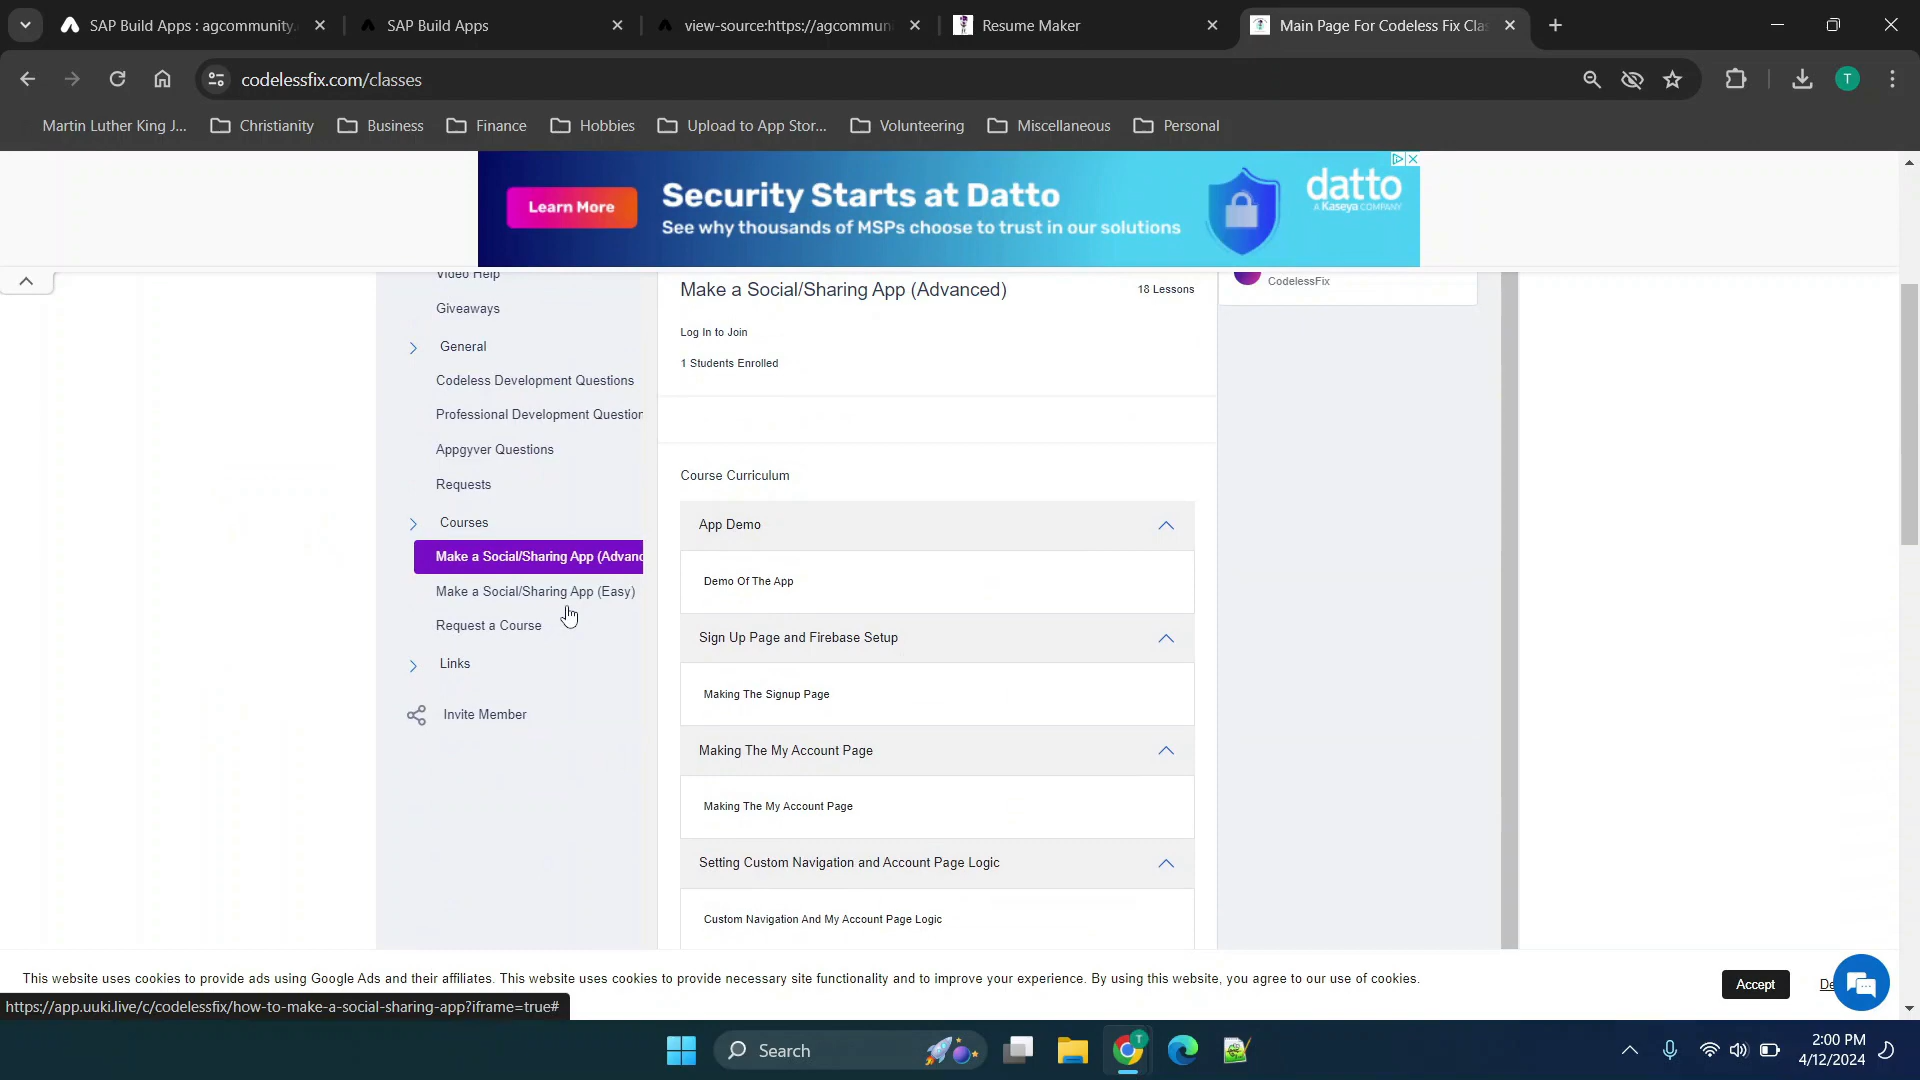 SAP Build Apps : agcommunity.
SAP Build Apps
view-source:https://agcommuni
Resume Maker
Main Page For Codeless Fix Clas
codelessfix.com/classes
T
Martin Luther King J...
Christianity
Business
Finance
Hobbies
Upload to App Stor...
Volunteering
Miscellaneous
Personal
Learn More
Security Starts at Datto
See why thousands of MSPs choose to trust in our solutions
datto
A Kaseya COMPANY
Video Help
Giveaways
General
Codeless Development Questions
Professional Development Question
Appgyver Questions
Requests
Courses
Make a Social/Sharing App (Advanc
Make a Social/Sharing App (Easy)
Request a Course
Links
Invite Member
Make a Social/Sharing App (Advanced)
18 Lessons
Log In to Join
1 Students Enrolled
Course Curriculum
App Demo
Demo Of The App
Sign Up Page and Firebase Setup
Making The Signup Page
Making The My Account Page
Making The My Account Page
Setting Custom Navigation and Account Page Logic
Custom Navigation And My Account Page Logic
CodelessFix
This website uses cookies to provide ads using Google Ads and their affiliates. This website uses cookies to provide necessary site functionality and to improve your experience. By using this website, you agree to our use of cookies.
Accept
De
https://app.uuki.live/c/codelessfix/how-to-make-a-social-sharing-app?iframe=true#
Search
T
2:00 PM
4/12/2024